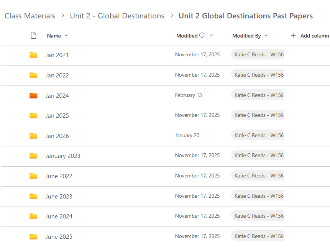 Class Materials > Unit 2 - Global Destinations > Unit 2 Global Destinations Past Papers
Name Modified Modified By + Add column
Jan 2021 November 17, 2025 Katie C Reeds - W156
Jan 2022 November 17, 2025 Katie C Reeds - W156
Jan 2024 February 13 Katie C Reeds - W156
Jan 2025 November 17, 2025 Katie C Reeds - W156
Jan 2026 January 26 Katie C Reeds - W156
January 2023 November 17, 2025 Katie C Reeds - W156
June 2022 November 17, 2025 Katie C Reeds - W156
June 2023 November 17, 2025 Katie C Reeds - W156
June 2024 November 17, 2025 Katie C Reeds - W156
June 2025 November 17, 2025 Katie C Reeds - W156